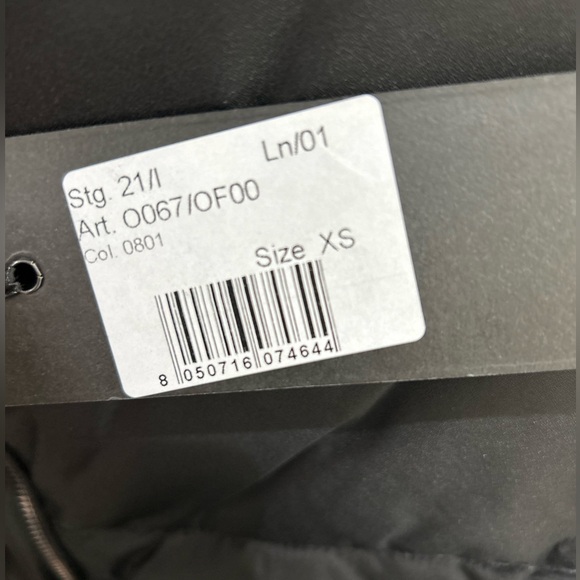 Stg. 21/I Ln/01
Art. O067/OF00
Col. 0801
Size XS
8 050716 074644